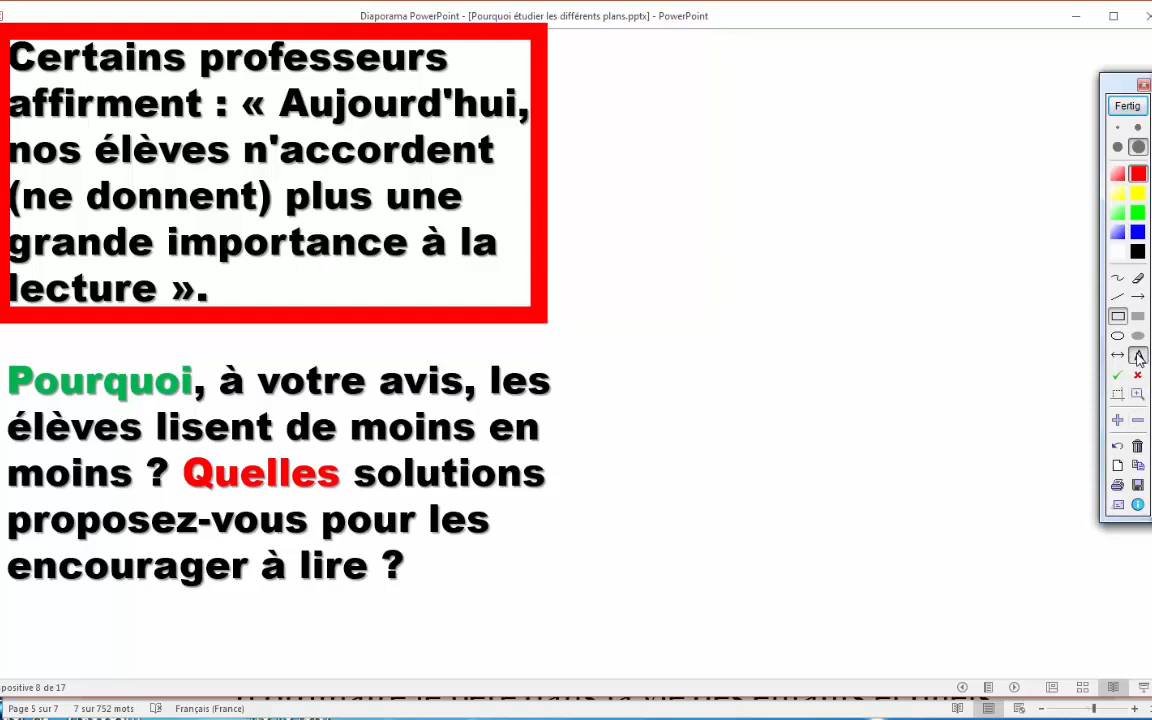 Diaporama PowerPoint - [Pourquoi étudier les différents plans.pptx] - PowerPoint
Certains professeurs
affirment : « Aujourd'hui,
nos élèves n'accordent
(ne donnent) plus une
grande importance à la
lecture ».
Pourquoi, à votre avis, les
élèves lisent de moins en
moins ? Quelles solutions
proposez-vous pour les
encourager à lire ?
Fertig
positive 8 de 17
Page 5 sur 7 7 sur 752 mots Français (France)